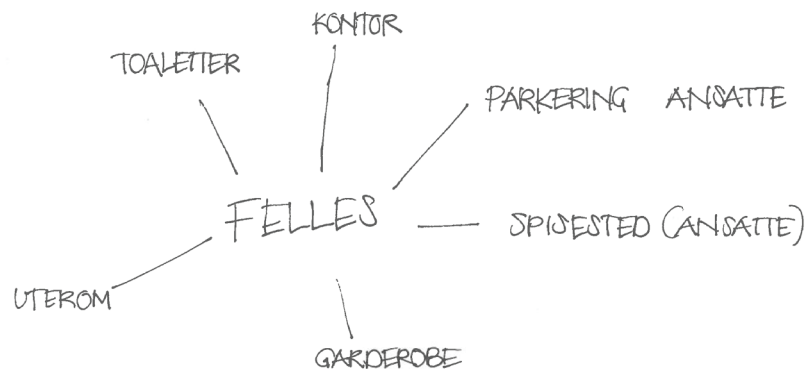 KONTOR
TOALETTER
PARKERING ANSATTE
FELLES
SPISESTED (ANSATTE)
UTEROM
GARDEROBE